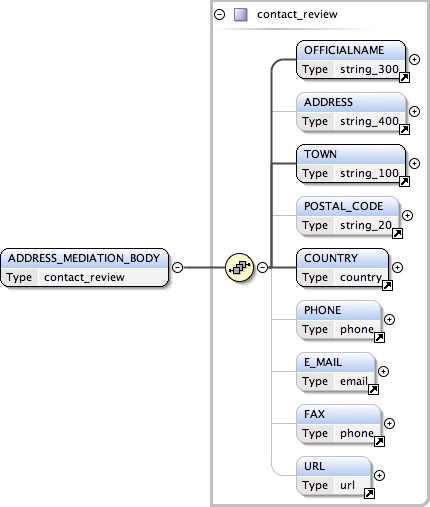 contact_review
OFFICIALNAME
Type string_300
ADDRESS
Type string_400
TOWN
Type string_100
POSTAL_CODE
Type string_20
ADDRESS_MEDIATION_BODY
Type contact_review
COUNTRY
Type country
PHONE
Type phone
E_MAIL
Type email
FAX
Type phone
URL
Type url